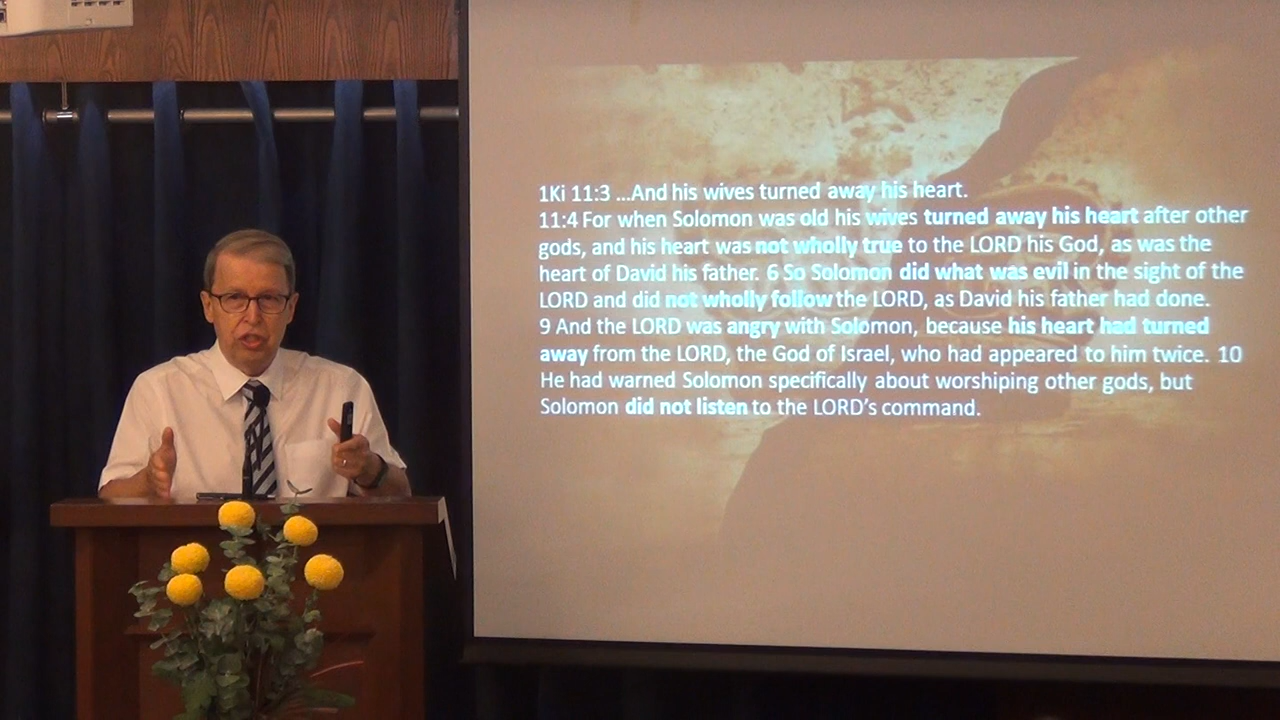 1Ki 11:3 ...And his wives turned away his heart.
11:4 For when Solomon was old his wives turned away his heart after other
gods, and his heart was not wholly true to the LORD his God, as was the
heart of David his father. 6 So Solomon did what was evil in the sight of the
LORD and did not wholly follow the LORD, as David his father had done.
9 And the LORD was angry with Solomon, because his heart had turned
away from the LORD, the God of Israel, who had appeared to him twice. 10
He had warned Solomon specifically about worshiping other gods, but
Solomon did not listen to the LORD's command.